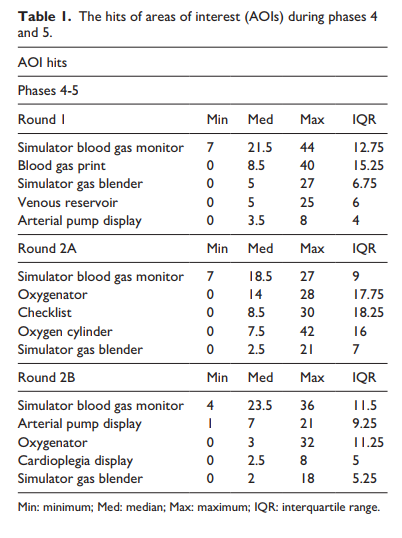 Table 1. The hits of areas of interest (AOIs) during phases 4
and 5.
AOI hits
Phases 4-5
Round 1 Min Med Max IQR
Simulator blood gas monitor 7 21.5 44 12.75
Blood gas print 0 8.5 40 15.25
Simulator gas blender 0 5 27 6.75
Venous reservoir 0 5 25 6
Arterial pump display 0 3.5 8 4
Round 2A Min Med Max IQR
Simulator blood gas monitor 7 18.5 27 9
Oxygenator 0 14 28 17.75
Checklist 0 8.5 30 18.25
Oxygen cylinder 0 7.5 42 16
Simulator gas blender 0 2.5 21 7
Round 2B Min Med Max IQR
Simulator blood gas monitor 4 23.5 36 11.5
Arterial pump display 1 7 21 9.25
Oxygenator 0 3 32 11.25
Cardioplegia display 0 2.5 8 5
Simulator gas blender 0 2 18 5.25
Min: minimum; Med: median; Max: maximum; IQR: interquartile range.